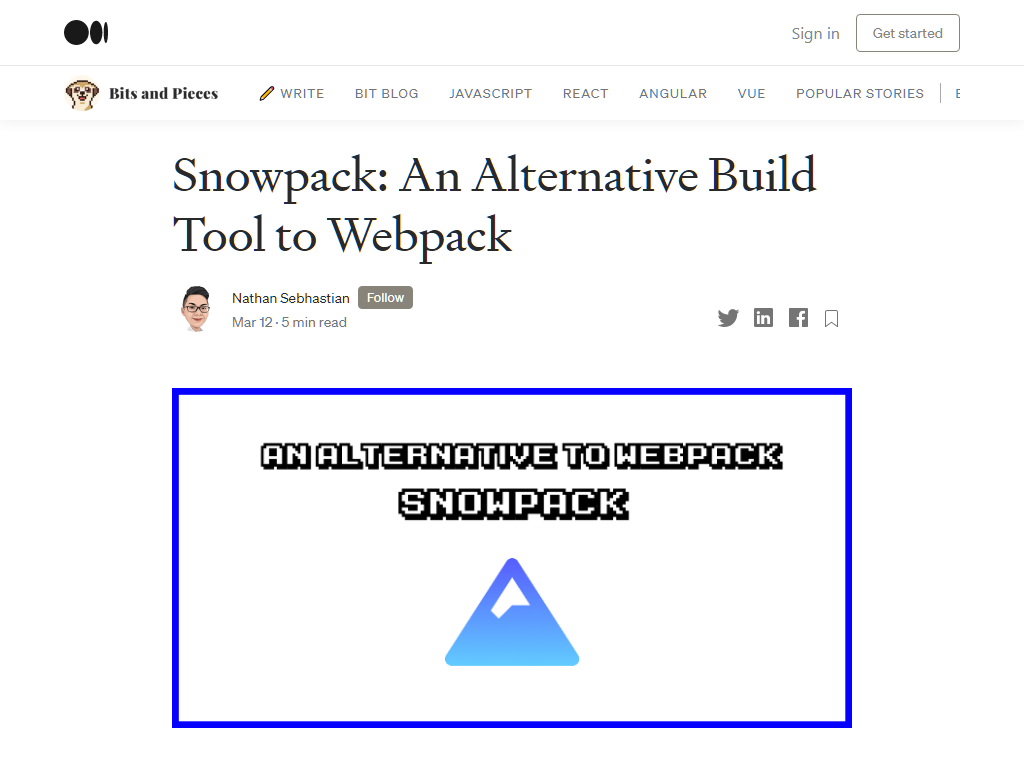 Sign in
Get started
Bits and Pieces
WRITE
BIT BLOG
JAVASCRIPT
REACT
ANGULAR
VUE
POPULAR STORIES
Snowpack: An Alternative Build
Tool to Webpack
Nathan Sebhastian
Follow
Mar 12 · 5 min read
in
AN ALTERNATIVE TO WEBPACK
SNOWPACK